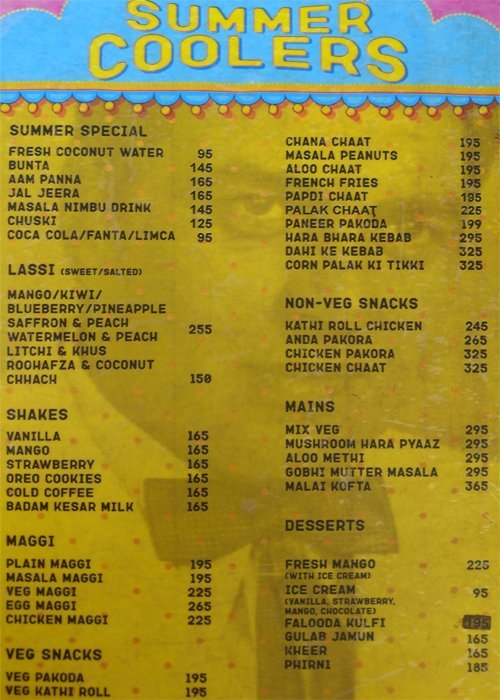 SUMMER
COOLERS
SUMMER SPECIAL
FRESH COCONUT WATER 95
BUNTA 145
AAM PANNA 165
JAL JEERA 165
MASALA NIMBU DRINK 145
CHUSKI 125
COCA COLA/FANTA/LIMCA 95
LASSI (SWEET/SALTED)
MANGO/KIWI/
BLUEBERRY/PINEAPPLE
SAFFRON & PEACH
WATERMELON & PEACH 255
LITCHI & KHUS
ROOHAFZA & COCONUT
CHHACH 150
SHAKES
VANILLA 165
MANGO 165
STRAWBERRY 165
OREO COOKIES 165
COLD COFFEE 165
BADAM KESAR MILK 165
MAGGI
PLAIN MAGGI 195
MASALA MAGGI 195
VEG MAGGI 225
EGG MAGGI 265
CHICKEN MAGGI 225
VEG SNACKS
VEG PAKODA 195
VEG KATHI ROLL 195
CHANA CHAAT 195
MASALA PEANUTS 195
ALOO CHAAT 195
FRENCH FRIES 195
PAPDI CHAAT 195
PALAK CHAAT 225
PANEER PAKODA 199
HARA BHARA KEBAB 295
DAHI KE KEBAB 325
CORN PALAK KI TIKKI 325
NON-VEG SNACKS
KATHI ROLL CHICKEN 245
ANDA PAKORA 265
CHICKEN PAKORA 325
CHICKEN CHAAT 325
MAINS
MIX VEG 295
MUSHROOM HARA PYAAZ 295
ALOO METHI 295
GOBHI MUTTER MASALA 295
MALAI KOFTA 365
DESSERTS
FRESH MANGO 225
(WITH ICE CREAM)
ICE CREAM 95
(VANILLA, STRAWBERRY,
MANGO, CHOCOLATE)
FALOODA KULFI 195
GULAB JAMUN 165
KHEER 165
PHIRNI 185